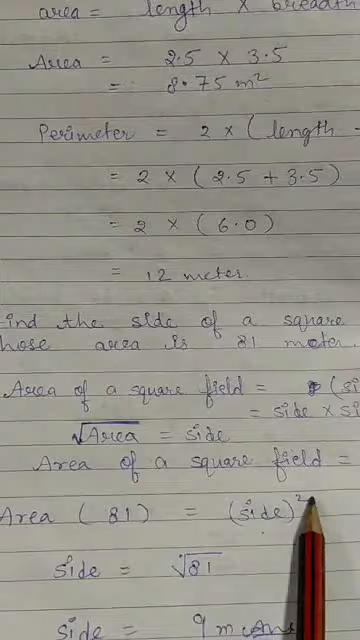 area = length x breadth
Area = 2.5 x 3.5
= 8.75 m²
Perimeter = 2 x ( length
= 2 x ( 2.5 + 3.5 )
= 2 x ( 6.0 )
= 12 meter.
ind the side of a square
hose area is 81 meter.
Area of a square field = (si
= side x si
√Area = side
Area of a square field =
Area ( 81 ) = (side)²
side = √81
side = 9